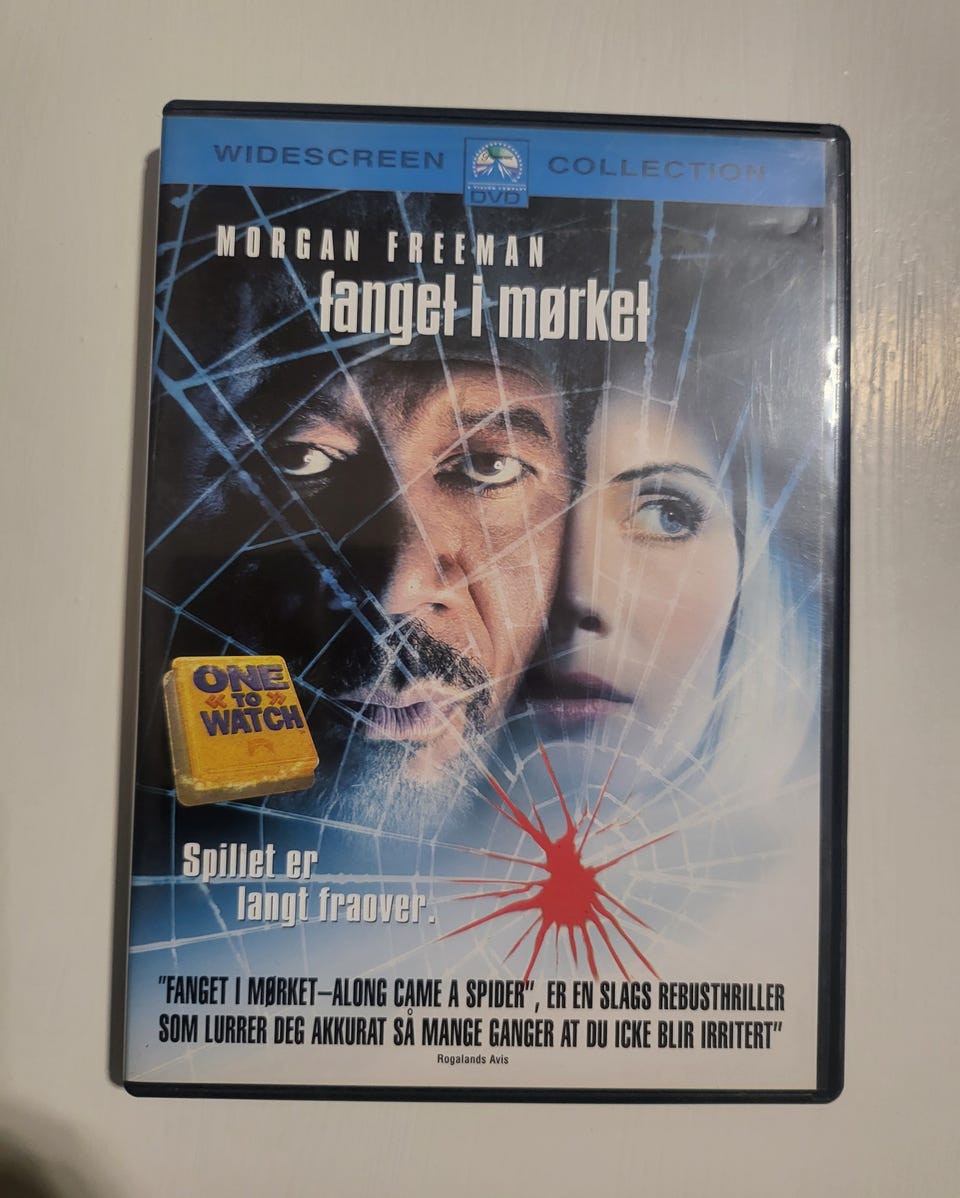 WIDESCREEN COLLECTION
DVD
MORGAN FREEMAN
fanget i mørket
ONE
TO
WATCH
Spillet er
langt fraover.
"FANGET I MØRKET–ALONG CAME A SPIDER", ER EN SLAGS REBUSTHRILLER
SOM LURRER DEG AKKURAT SÅ MANGE GANGER AT DU ICKE BLIR IRRITERT"
Rogalands Avis